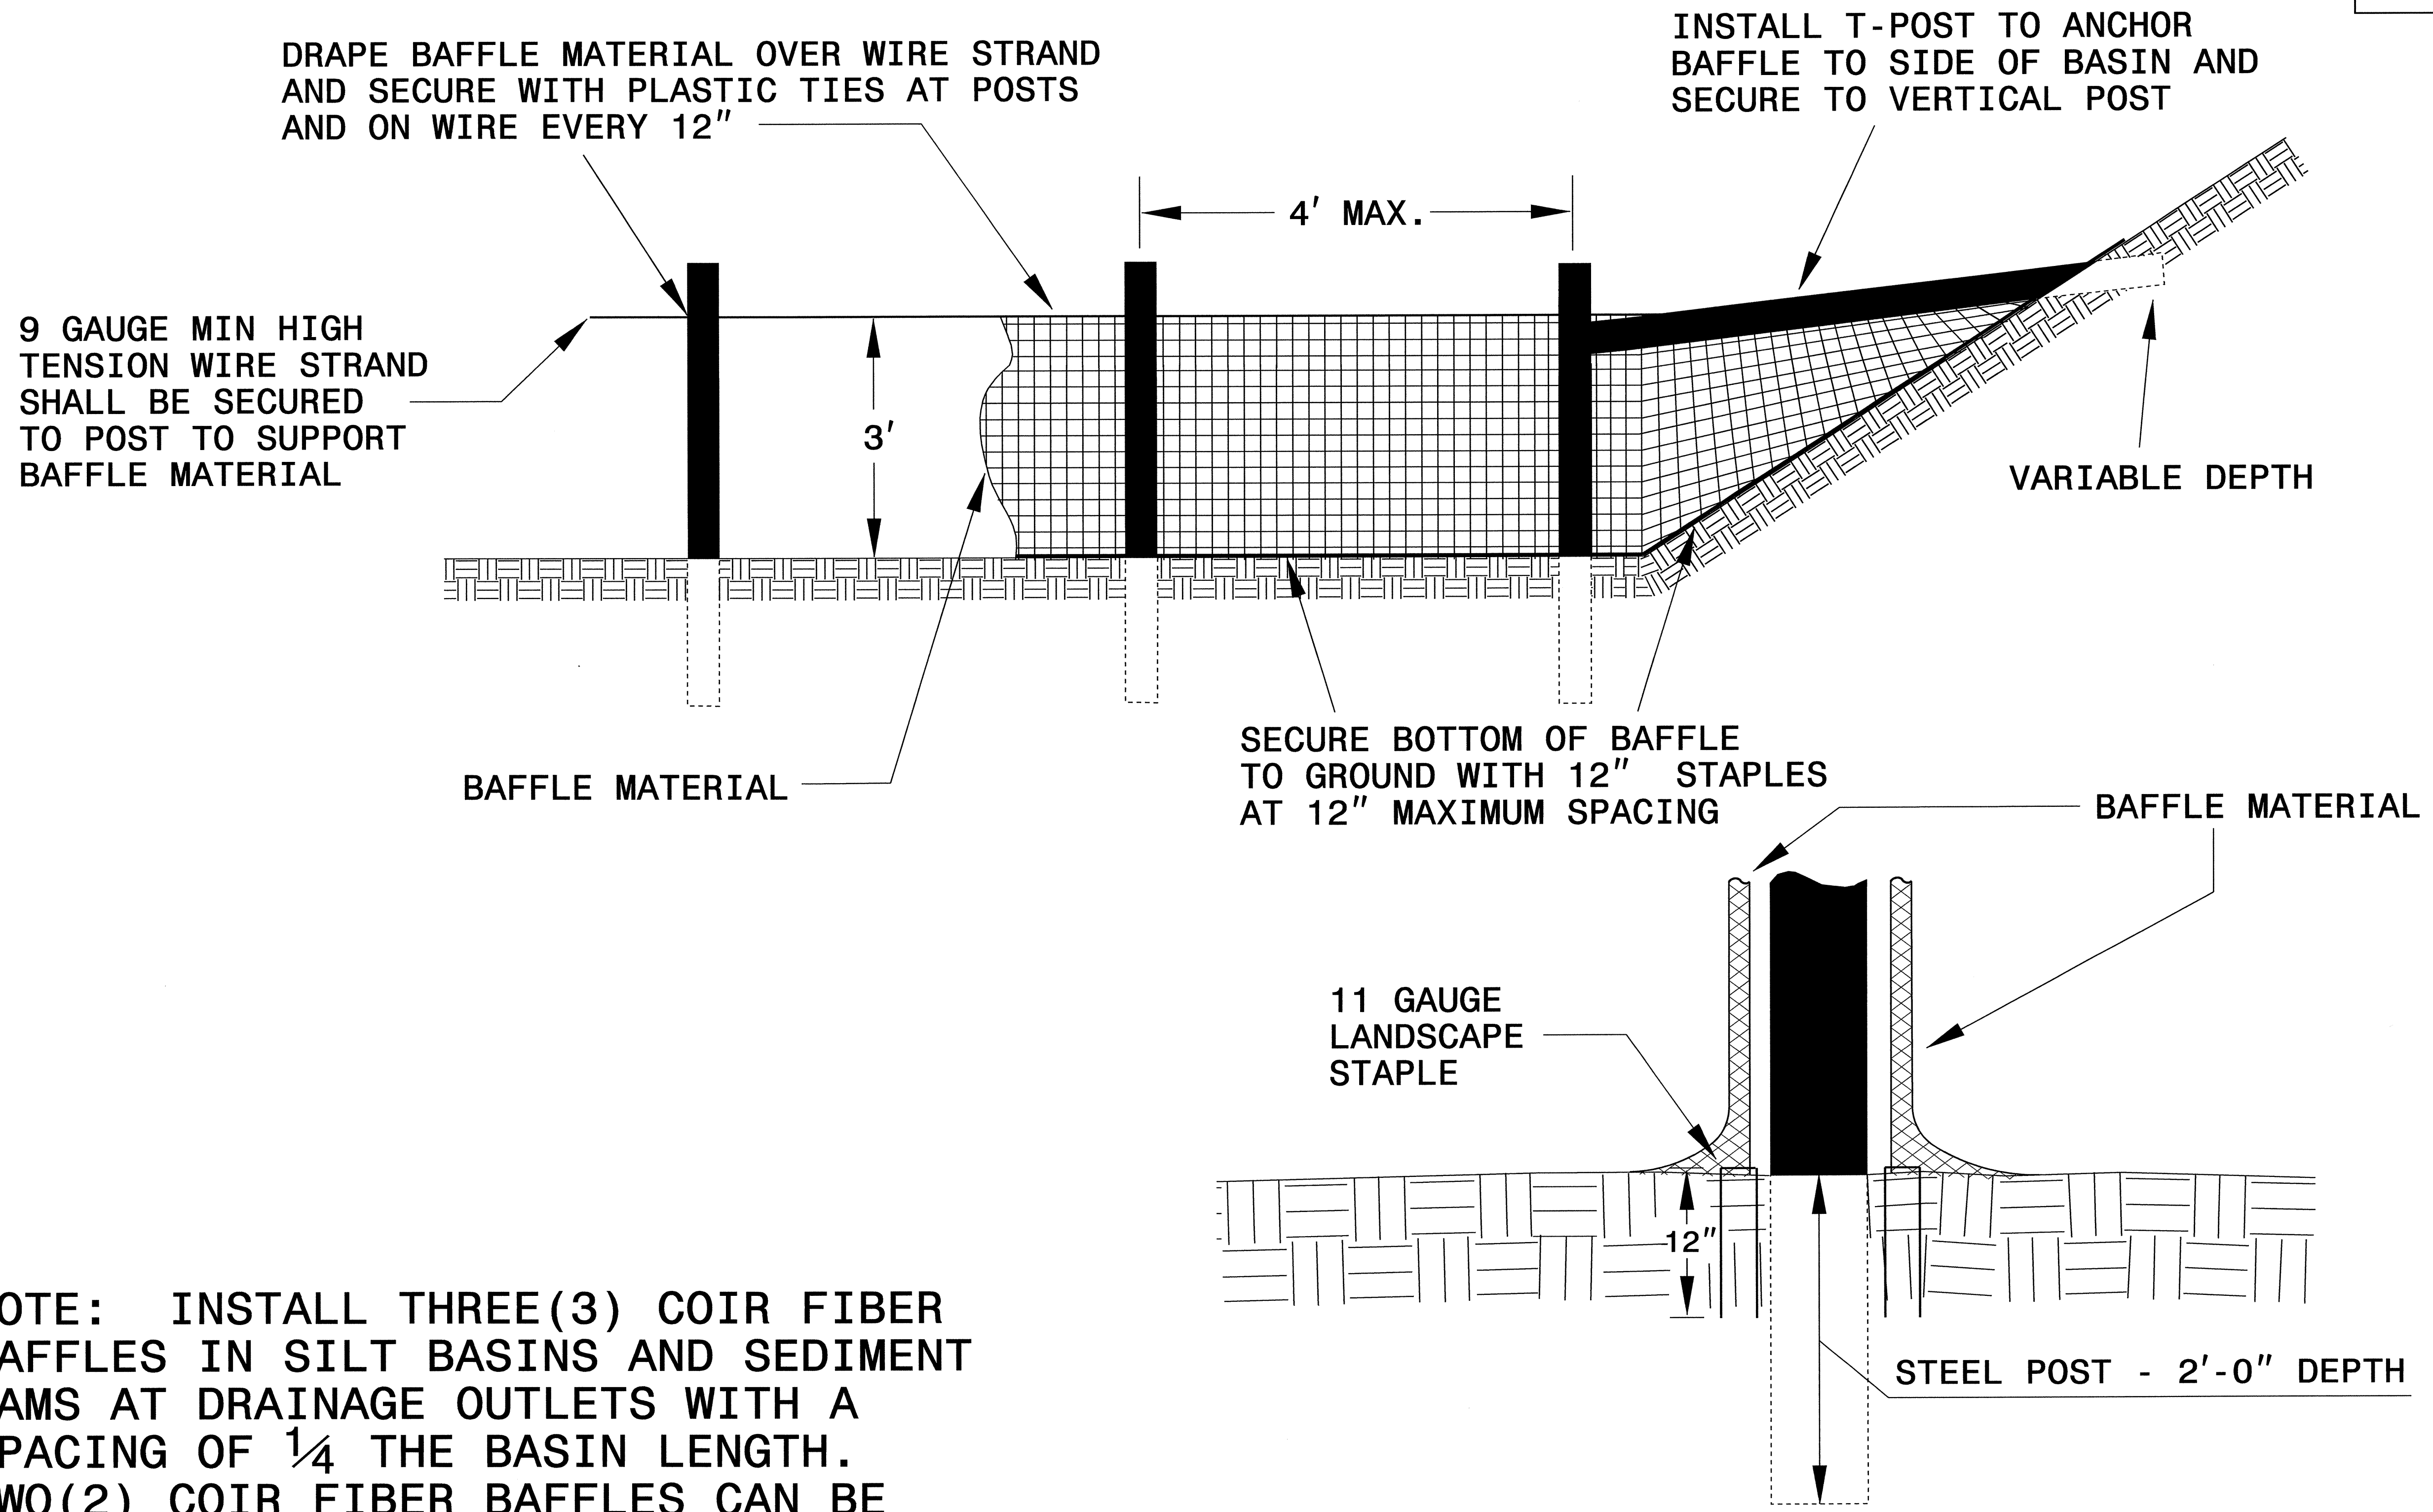 DRAPE BAFFLE MATERIAL OVER WIRE STRAND
AND SECURE WITH PLASTIC TIES AT POSTS
AND ON WIRE EVERY 12"
INSTALL T-POST TO ANCHOR
BAFFLE TO SIDE OF BASIN AND
SECURE TO VERTICAL POST
4' MAX.
9 GAUGE MIN HIGH
TENSION WIRE STRAND
SHALL BE SECURED
TO POST TO SUPPORT
BAFFLE MATERIAL
3'
VARIABLE DEPTH
BAFFLE MATERIAL
SECURE BOTTOM OF BAFFLE
TO GROUND WITH 12" STAPLES
AT 12" MAXIMUM SPACING
BAFFLE MATERIAL
11 GAUGE
LANDSCAPE
STAPLE
12"
STEEL POST - 2'-0" DEPTH
OTE: INSTALL THREE(3) COIR FIBER
AFFLES IN SILT BASINS AND SEDIMENT
AMS AT DRAINAGE OUTLETS WITH A
PACING OF 1/4 THE BASIN LENGTH.
WO(2) COIR FIBER BAFFLES CAN BE